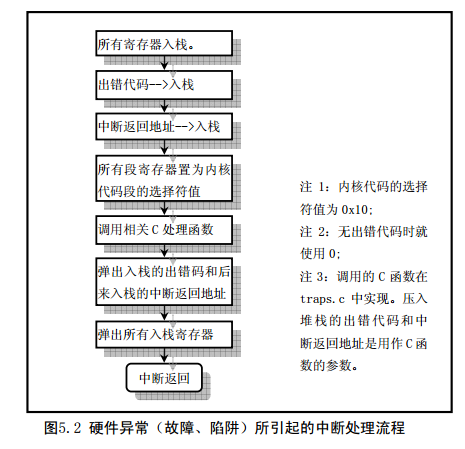 所有寄存器入栈。
出错代码-->入栈
中断返回地址-->入栈
所有段寄存器置为内核
代码段的选择符值
调用相关C处理函数
弹出入栈的出错码和后
来入栈的中断返回地址
弹出所有入栈寄存器
中断返回
注 1：内核代码的选择
符值为 0x10;
注 2：无出错代码时就
使用 0;
注 3：调用的 C 函数在
traps.c 中实现。压入
堆栈的出错代码和中
断返回地址是用作 C 函
数的参数。
图5.2 硬件异常（故障、陷阱）所引起的中断处理流程